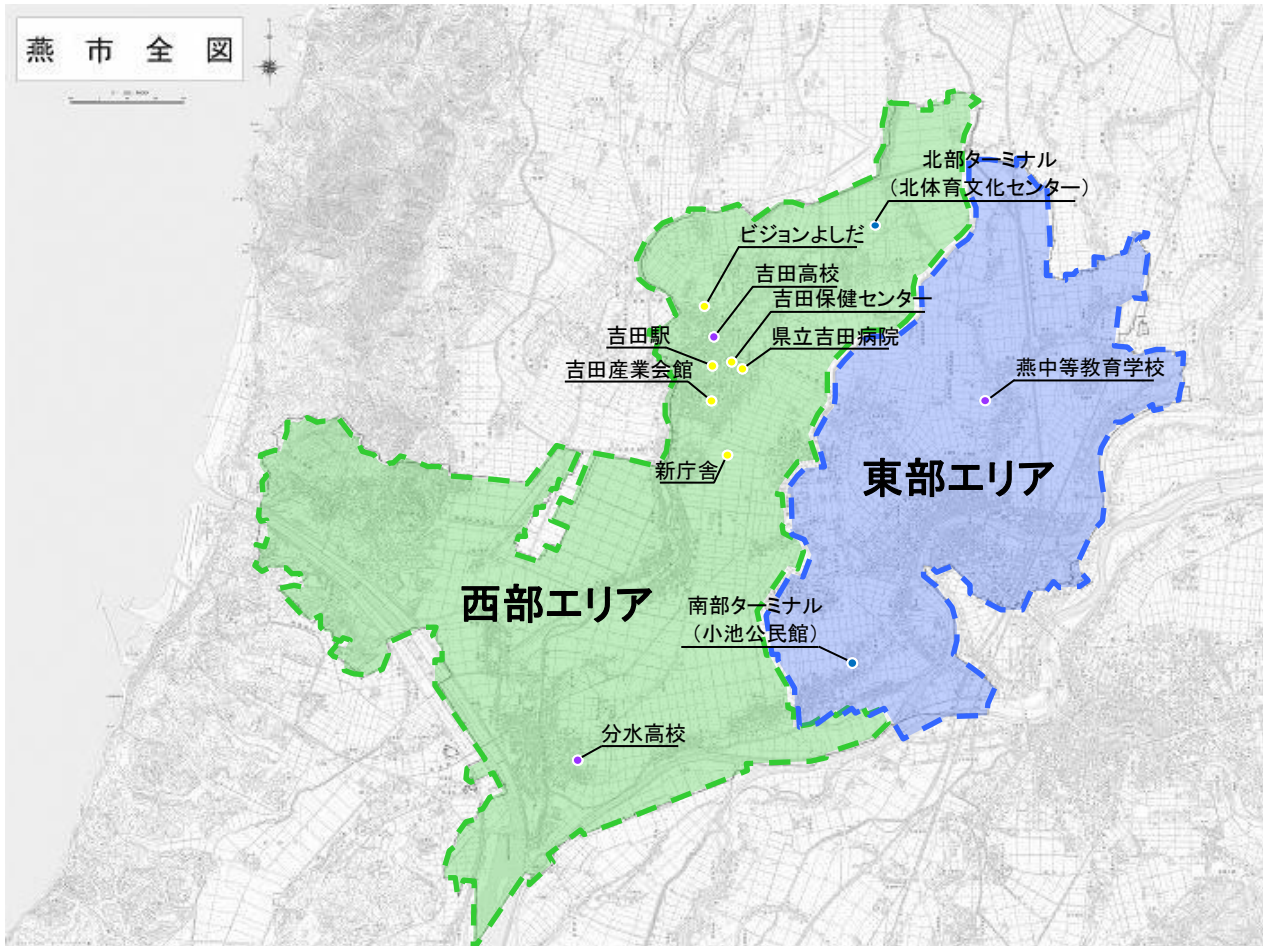 燕市全図
北部ターミナル
（北体育文化センター）
ビジョンよしだ
吉田高校
吉田保健センター
吉田駅
県立吉田病院
吉田産業会館
燕中等教育学校
新庁舎
東部エリア
西部エリア
南部ターミナル
（小池公民館）
分水高校